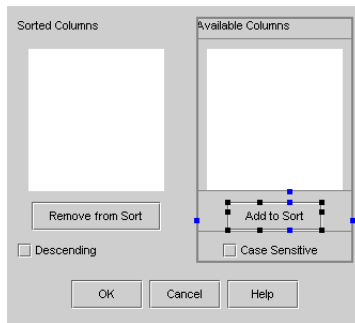 Sorted Columns
Available Columns
Remove from Sort
Add to Sort
Descending
Case Sensitive
OK
Cancel
Help